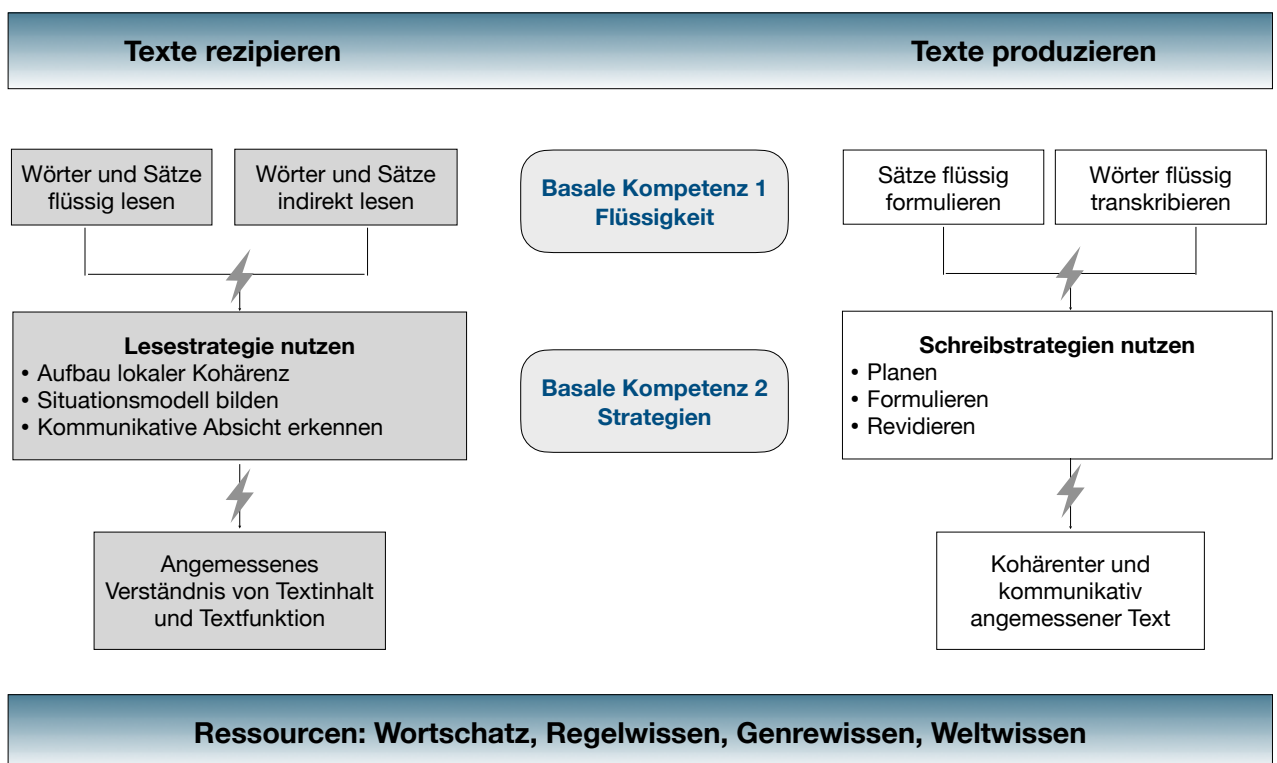 Texte rezipieren
Texte produzieren
Wörter und Sätze
flüssig lesen
Wörter und Sätze
indirekt lesen
Basale Kompetenz 1
Flüssigkeit
Sätze flüssig
formulieren
Wörter flüssig
transkribieren
Lesestrategie nutzen
• Aufbau lokaler Kohärenz
• Situationsmodell bilden
• Kommunikative Absicht erkennen
Basale Kompetenz 2
Strategien
Schreibstrategien nutzen
• Planen
• Formulieren
• Revidieren
Angemessenes
Verständnis von Textinhalt
und Textfunktion
Kohärenter und
kommunikativ
angemessener Text
Ressourcen: Wortschatz, Regelwissen, Genrewissen, Weltwissen